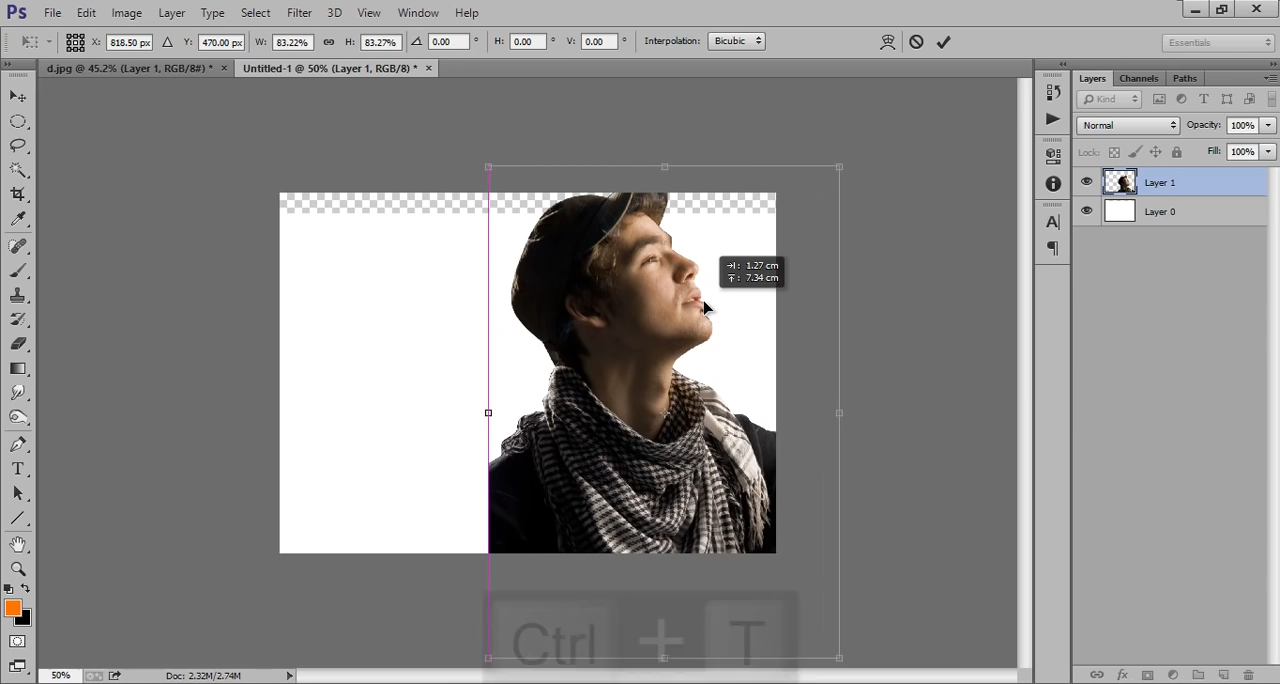 Ps File Edit Image Layer Type Select Filter 3D View Window Help
X: 818.50 px Y: 470.00 px W: 83.22% H: 83.27% 0.00 ° H: 0.00 ° V: 0.00 ° Interpolation: Bicubic Essentials
d.jpg @ 45.2% (Layer 1, RGB/8#) * × Untitled-1 @ 50% (Layer 1, RGB/8) * ×
Layers Channels Paths
Kind
Normal Opacity: 100%
Lock: Fill: 100%
Layer 1
Layer 0
1.27 cm
7.34 cm
Ctrl + T
50% Doc: 2.32M/2.74M